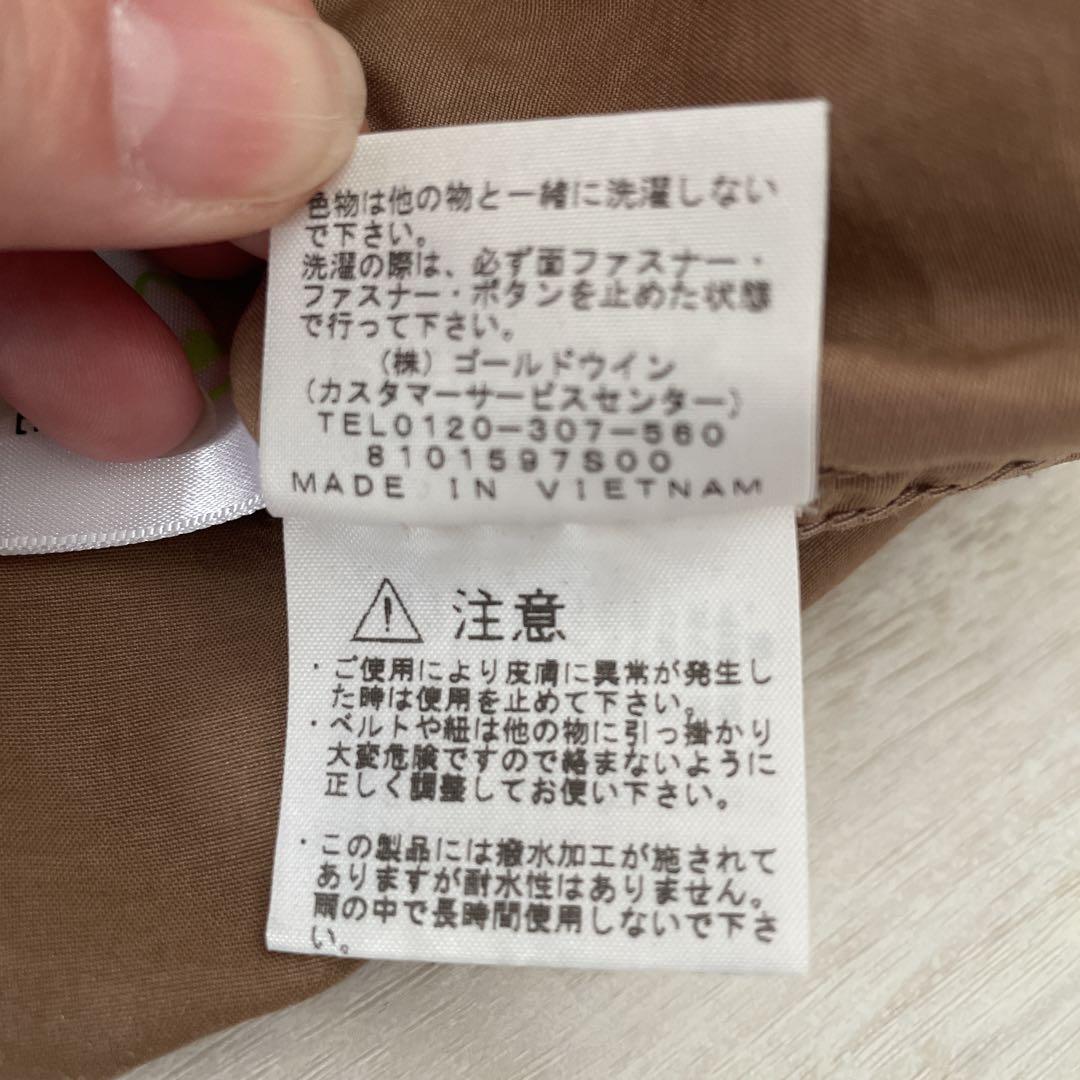 色物は他の物と一緒に洗濯しない
で下さい。
洗濯の際は、必ず面ファスナー・
ファスナー・ボタンを止めた状態
で行って下さい。
(株) ゴールドウイン
(カスタマーサービスセンター)
TEL0120-307-560
8101597S00
MADE IN VIETNAM
注意
・ご使用により皮膚に異常が発生し
た時は使用を止めて下さい。
・ベルトや紐は他の物に引っ掛かり
大変危険ですので絡まないように
正しく調整してお使い下さい。
・この製品には撥水加工が施されて
ありますが耐水性はありません。
雨の中で長時間使用しないで下さ
い。